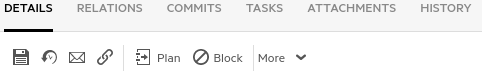 DETAILS RELATIONS COMMITS TASKS ATTACHMENTS HISTORY
Plan Block More